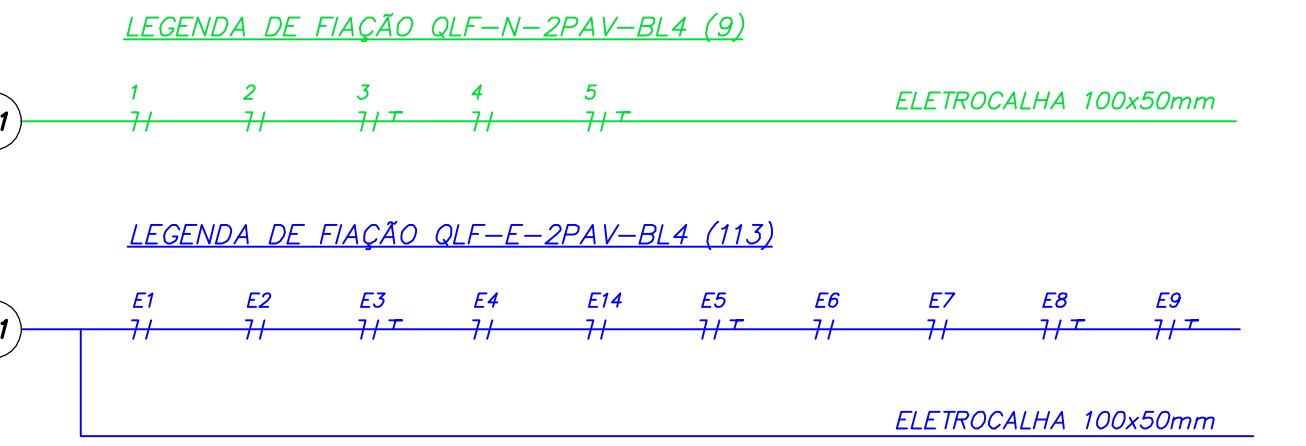 LEGENDA DE FIAÇÃO QLF-N-2PAV-BL4 (9)
1 2 3 4 5 ELETROCALHA 100x50mm
1
LEGENDA DE FIAÇÃO QLF-E-2PAV-BL4 (113)
E1 E2 E3 E4 E14 E5 E6 E7 E8 E9
1
ELETROCALHA 100x50mm